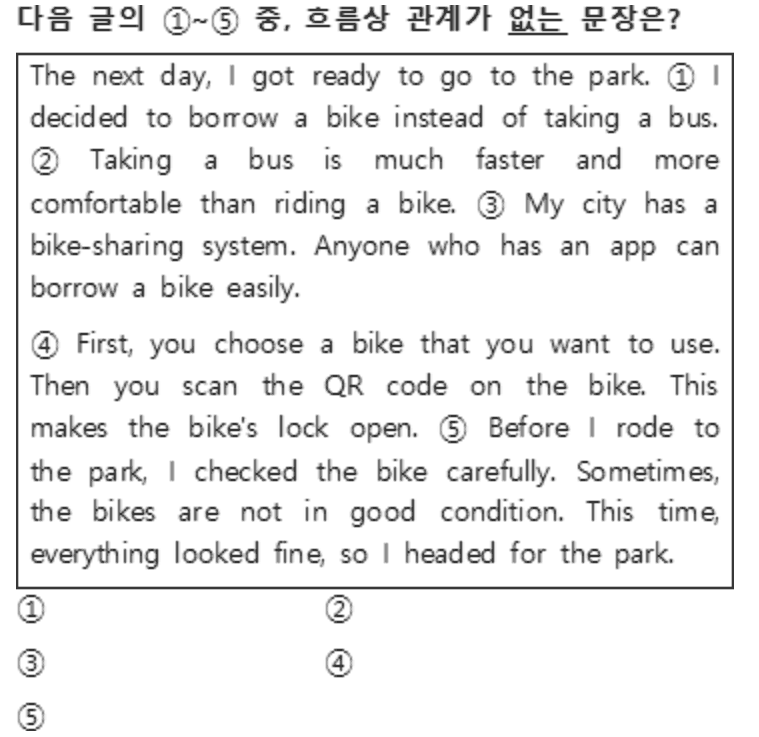 다음 글의 ①~⑤ 중, 흐름상 관계가 없는 문장은?
The next day, I got ready to go to the park. ① I
decided to borrow a bike instead of taking a bus.
② Taking a bus is much faster and more
comfortable than riding a bike. ③ My city has a
bike-sharing system. Anyone who has an app can
borrow a bike easily.
④ First, you choose a bike that you want to use.
Then you scan the QR code on the bike. This
makes the bike's lock open. ⑤ Before I rode to
the park, I checked the bike carefully. Sometimes,
the bikes are not in good condition. This time,
everything looked fine, so I headed for the park.
① ②
③ ④
⑤